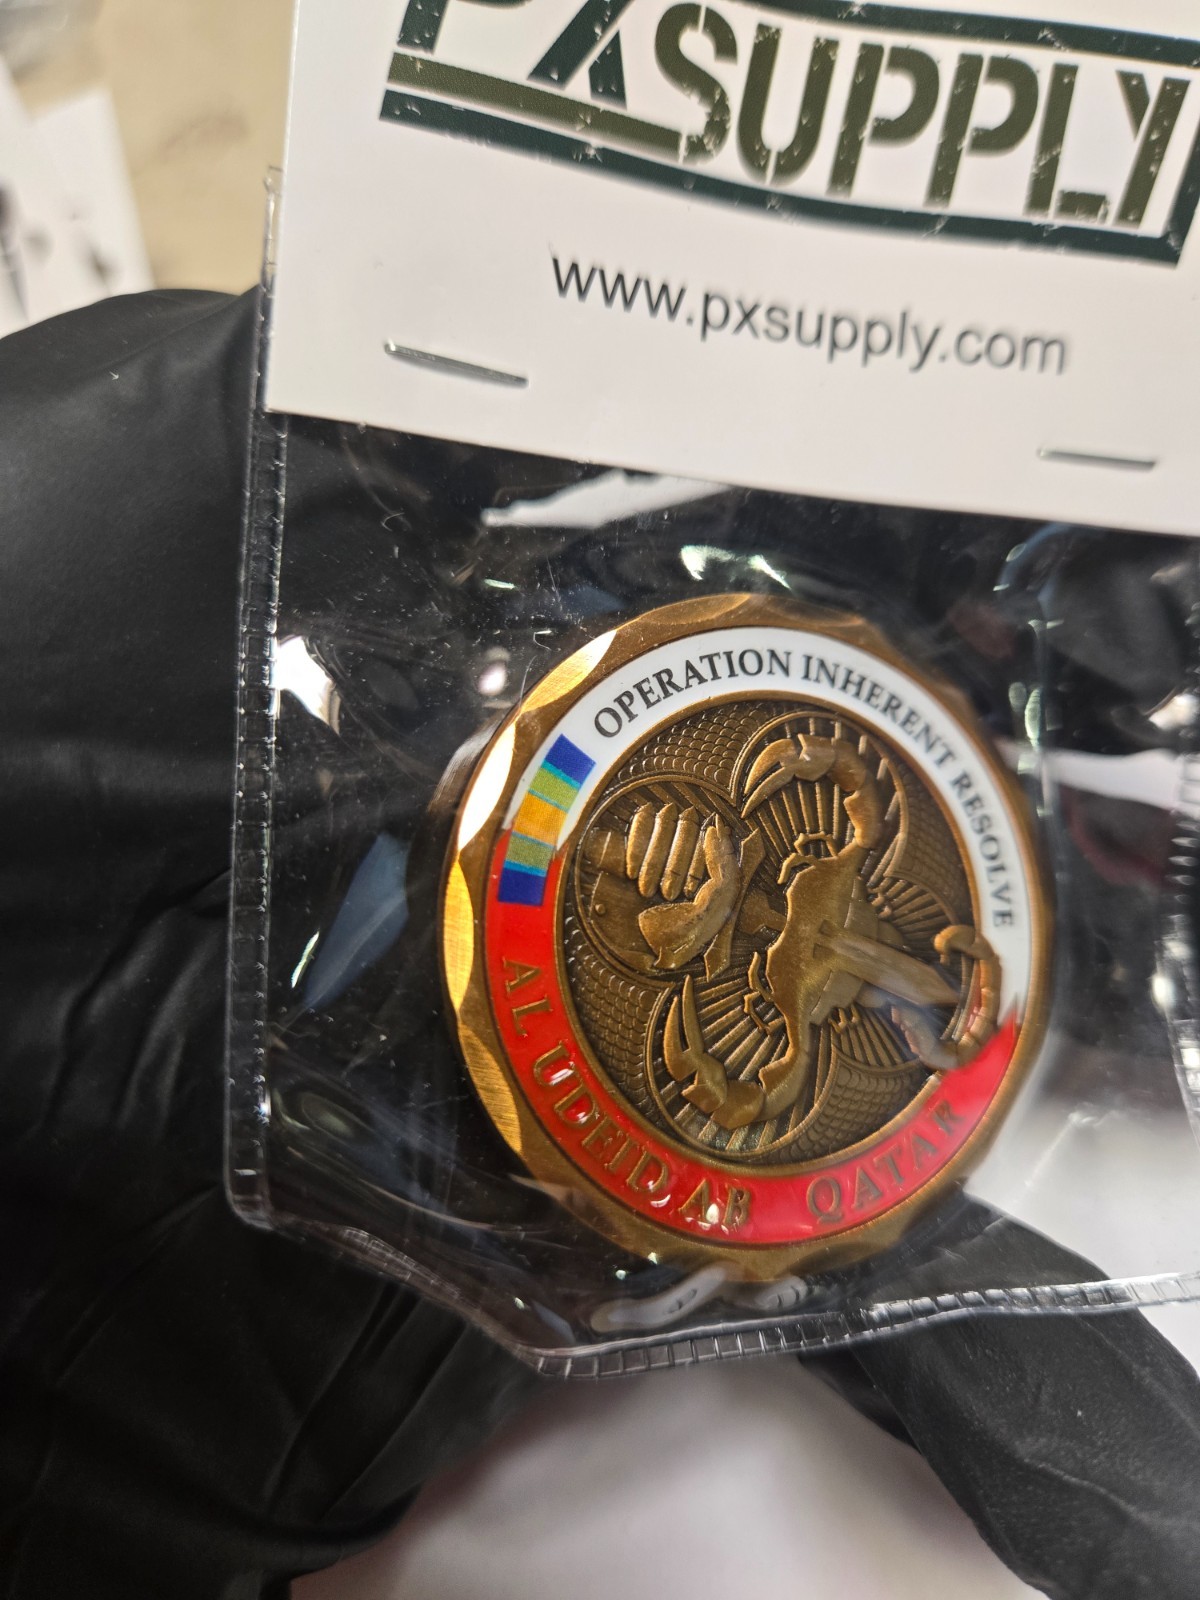 PXSUPPLY
www.pxsupply.com
OPERATION INHERENT RESOLVE
AL UDEID AB QATAR